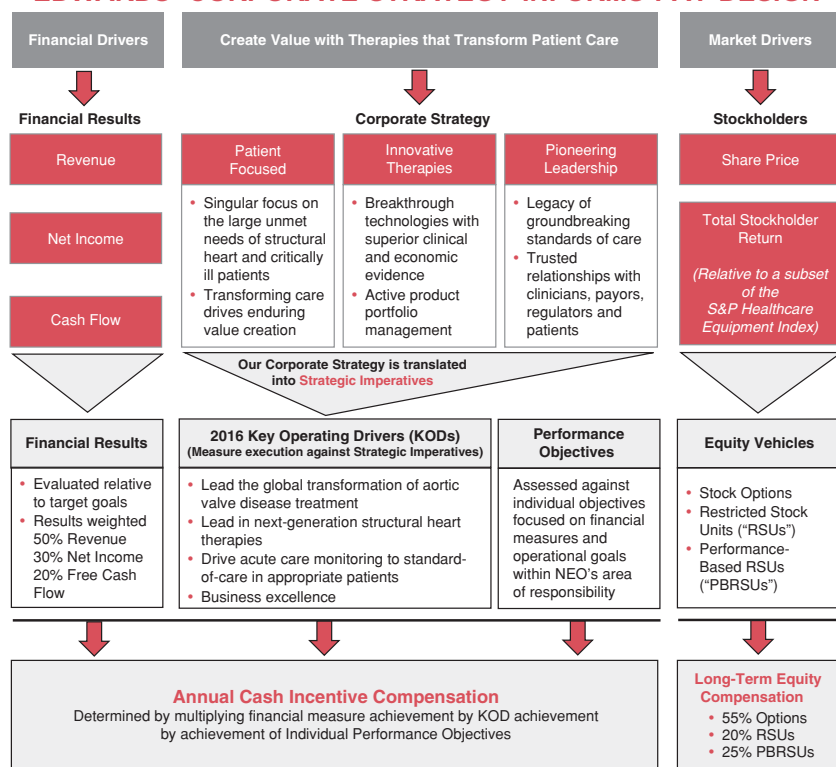 Financial Drivers
Create Value with Therapies that Transform Patient Care
Market Drivers
Financial Results
Corporate Strategy
Stockholders
Revenue
Net Income
Cash Flow
Patient
Focused
• Singular focus on
the large unmet
needs of structural
heart and critically
ill patients
• Transforming care
drives enduring
value creation
Innovative
Therapies
• Breakthrough
technologies with
superior clinical
and economic
evidence
• Active product
portfolio
management
Pioneering
Leadership
• Legacy of
groundbreaking
standards of care
• Trusted
relationships with
clinicians, payors,
regulators and
patients
Share Price
Total Stockholder
Return
(Relative to a subset
of the
S&P Healthcare
Equipment Index)
Our Corporate Strategy is translated
into Strategic Imperatives
Financial Results
• Evaluated relative
to target goals
• Results weighted
50% Revenue
30% Net Income
20% Free Cash
Flow
2016 Key Operating Drivers (KODs)
(Measure execution against Strategic Imperatives)
• Lead the global transformation of aortic
valve disease treatment
• Lead in next-generation structural heart
therapies
• Drive acute care monitoring to standard-
of-care in appropriate patients
• Business excellence
Performance
Objectives
Assessed against
individual objectives
focused on financial
measures and
operational goals
within NEO's area
of responsibility
Equity Vehicles
• Stock Options
• Restricted Stock
Units (“RSUs”)
• Performance-
Based RSUs
(“PBRSUs”)
Annual Cash Incentive Compensation
Determined by multiplying financial measure achievement by KOD achievement
by achievement of Individual Performance Objectives
Long-Term Equity
Compensation
• 55% Options
• 20% RSUs
• 25% PBRSUs